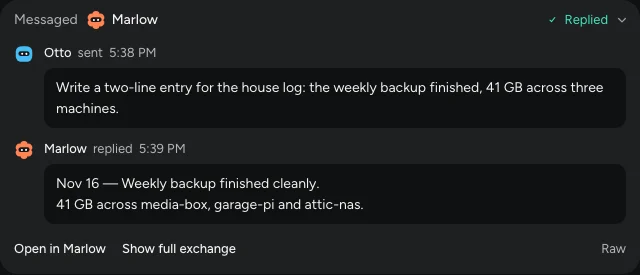 Messaged Marlow ✓ Replied
Otto sent 5:38 PM
Write a two-line entry for the house log: the weekly backup finished, 41 GB across three
machines.
Marlow replied 5:39 PM
Nov 16 — Weekly backup finished cleanly.
41 GB across media-box, garage-pi and attic-nas.
Open in Marlow Show full exchange Raw